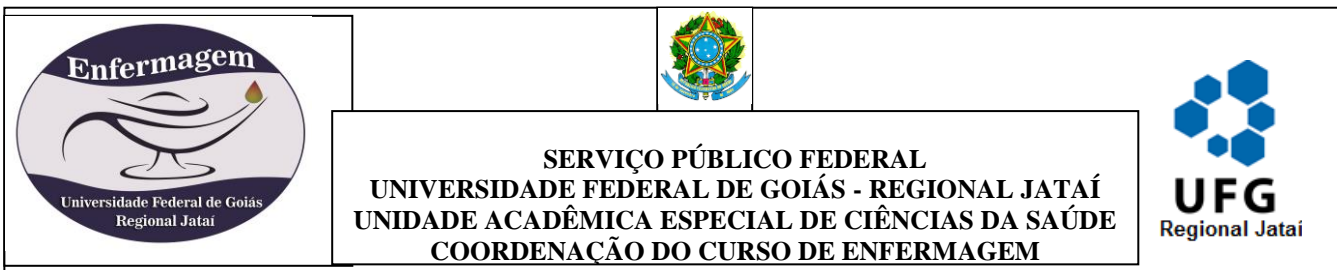 Enfermagem
Universidade Federal de Goiás
Regional Jataí
SERVIÇO PÚBLICO FEDERAL
UNIVERSIDADE FEDERAL DE GOIÁS - REGIONAL JATAÍ
UNIDADE ACADÊMICA ESPECIAL DE CIÊNCIAS DA SAÚDE
COORDENAÇÃO DO CURSO DE ENFERMAGEM
UFG
Regional Jataí